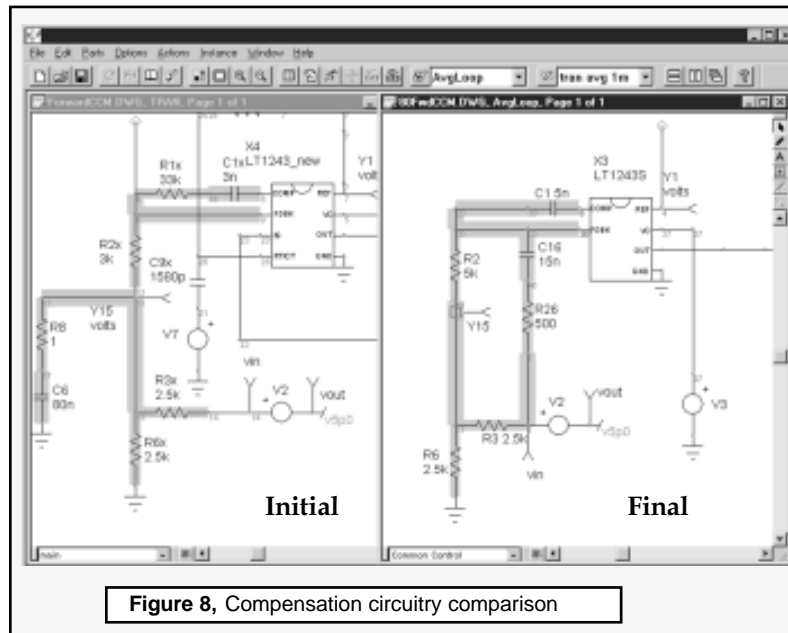 File Edit Parts Options Actions Instance Window Help
AvgLoop
tran avg 1m
ForwardCCM.DWG, TRAN, Page 1 of 1
X4
LT1243_new
R1x
33k
C1x
3n
Y1
volts
COMP
REF
FDBK
VC
OUT
RT/CT
GND
R2x
3k
C9x
1580p
Y15
volts
R8
1
V7
C6
80n
vin
R3x
2.5k
V2
vout
v5p0
R6x
2.5k
Initial
main
80FwdCCM.DWG, AvgLoop, Page 1 of 1
X3
LT1243S
C1 5n
Y1
volts
COMP
REF
FDBK
VC
OUT
GND
R2
5k
C16
15n
Y15
R26
500
V2
vout
v5p0
V3
R3 2.5k
R6
2.5k
vin
Final
Common Control
Figure 8, Compensation circuitry comparison